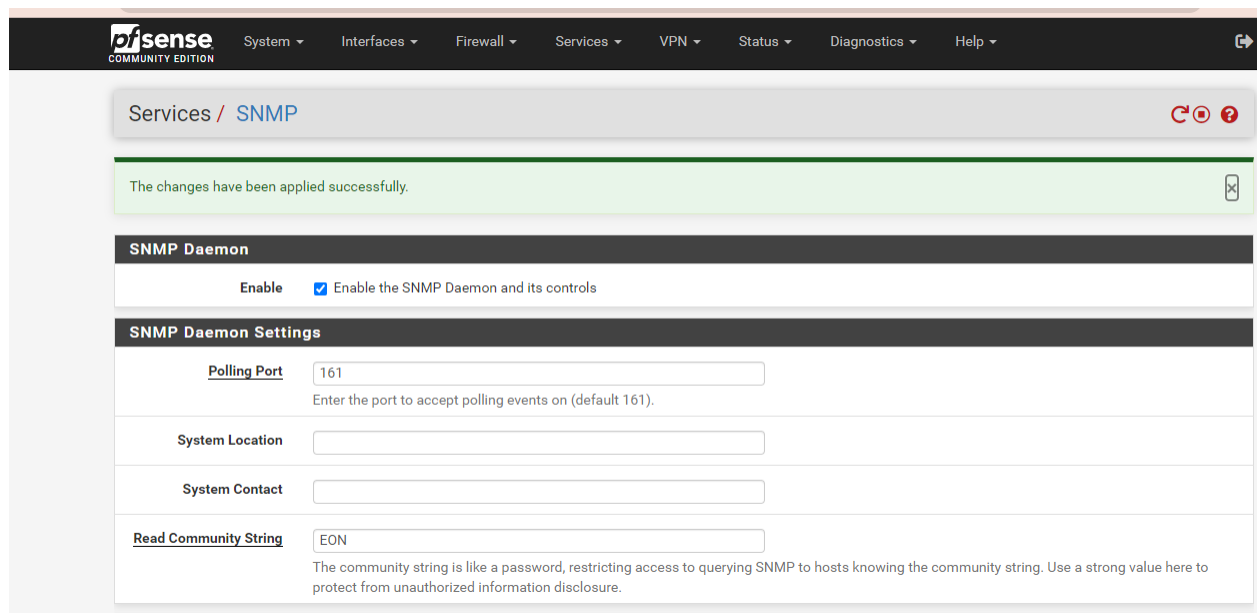 pfsense System Interfaces Firewall Services VPN Status Diagnostics Help
COMMUNITY EDITION
Services / SNMP
The changes have been applied successfully.
SNMP Daemon
Enable Enable the SNMP Daemon and its controls
SNMP Daemon Settings
Polling Port 161
Enter the port to accept polling events on (default 161).
System Location
System Contact
Read Community String EON
The community string is like a password, restricting access to querying SNMP to hosts knowing the community string. Use a strong value here to
protect from unauthorized information disclosure.